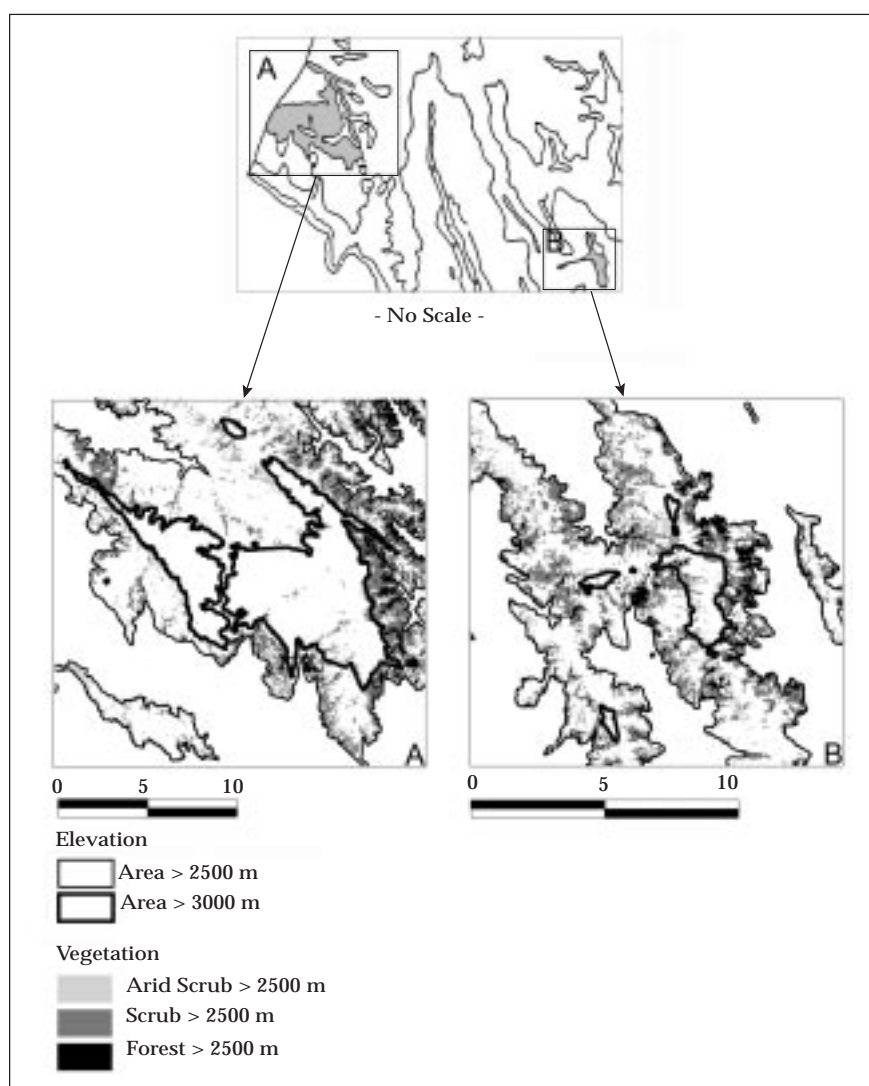 A
B
- No Scale -
A
B
0 5 10
0 5 10
Elevation
Area > 2500 m
Area > 3000 m
Vegetation
Arid Scrub > 2500 m
Scrub > 2500 m
Forest > 2500 m